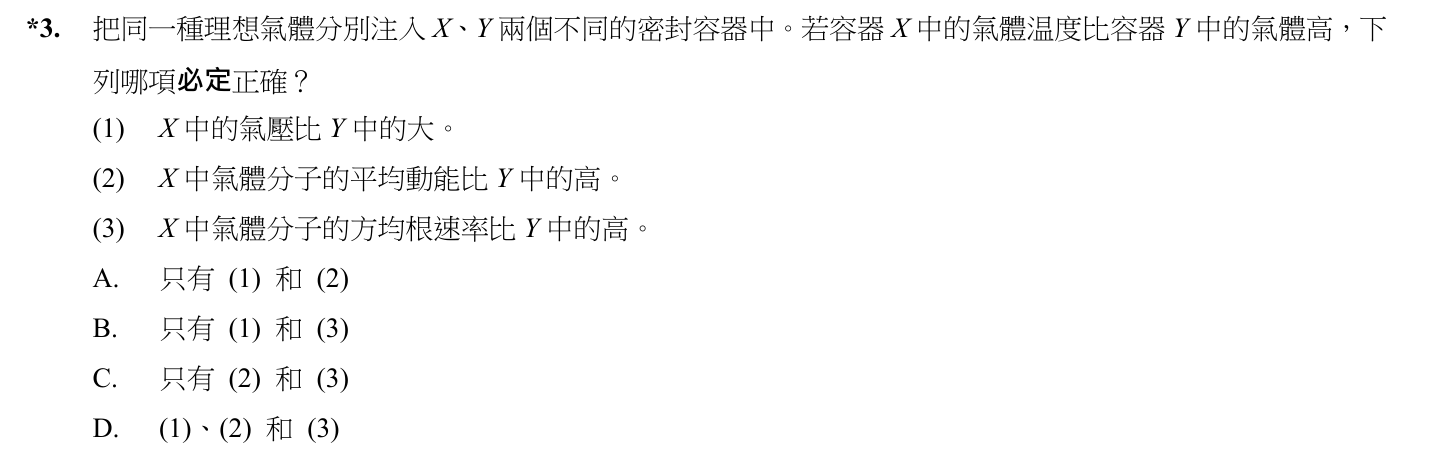 *3. 把同一種理想氣體分別注入 X、Y 兩個不同的密封容器中。若容器 X 中的氣體温度比容器 Y 中的氣體高，下
列哪項必定正確？
(1) X 中的氣壓比 Y 中的大。
(2) X 中氣體分子的平均動能比 Y 中的高。
(3) X 中氣體分子的方均根速率比 Y 中的高。
A. 只有 (1) 和 (2)
B. 只有 (1) 和 (3)
C. 只有 (2) 和 (3)
D. (1)、(2) 和 (3)